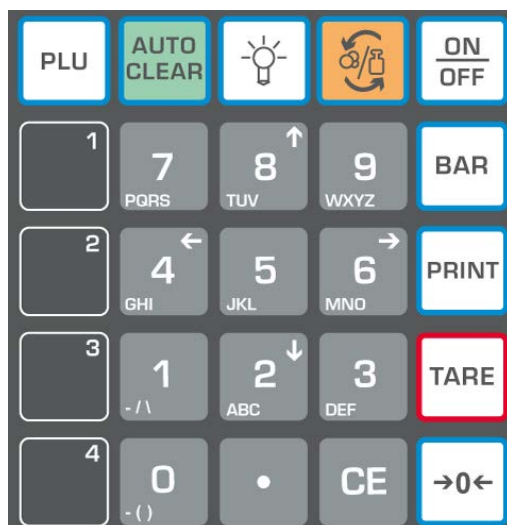 PLU
AUTO
CLEAR
ON
OFF
1
7
PQRS
8
↑
TUV
9
WXYZ
BAR
2
4
←
GHI
5
JKL
6
→
MNO
PRINT
3
1
- / \
2
↓
ABC
3
DEF
TARE
4
0
- ( )
•
CE
→0←